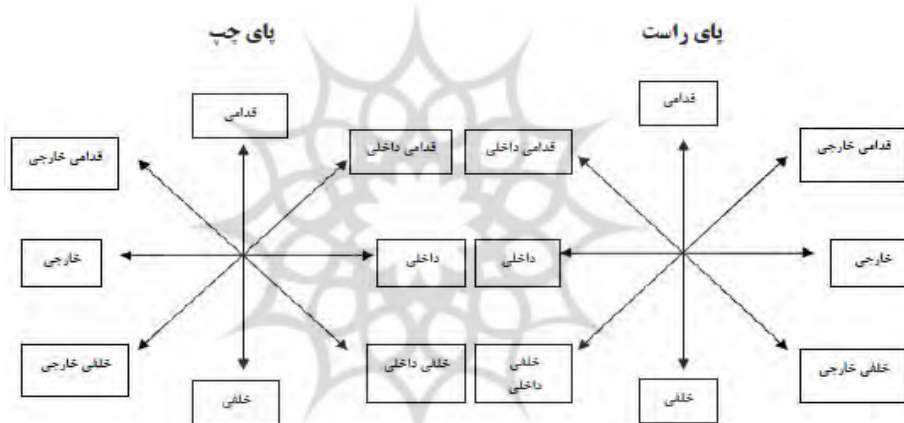 پای راست
پای چپ
قدامی
قدامی
قدامی خارجی
قدامی داخلی
قدامی داخلی
قدامی خارجی
خارجی
داخلی
داخلی
خارجی
خلفی خارجی
خلفی
داخلی
خلفی داخلی
خلفی خارجی
خلفی
خلفی